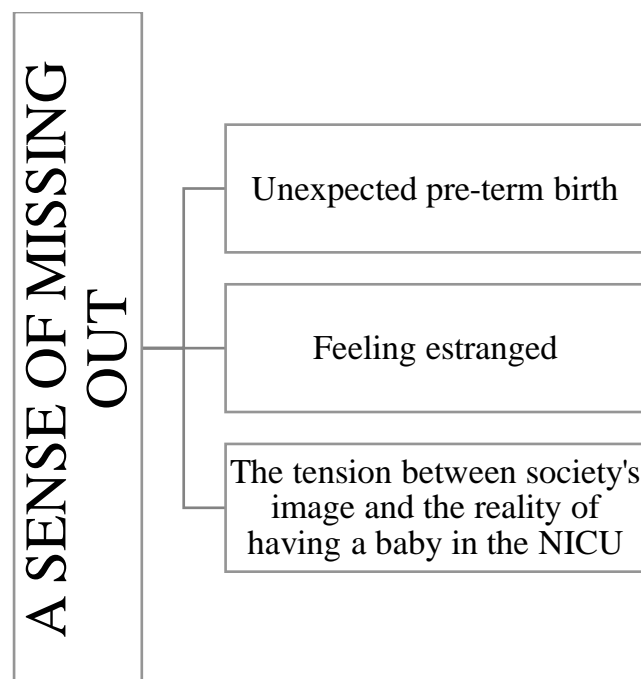 A SENSE OF MISSING
OUT
Unexpected pre-term birth
Feeling estranged
The tension between society's
image and the reality of
having a baby in the NICU